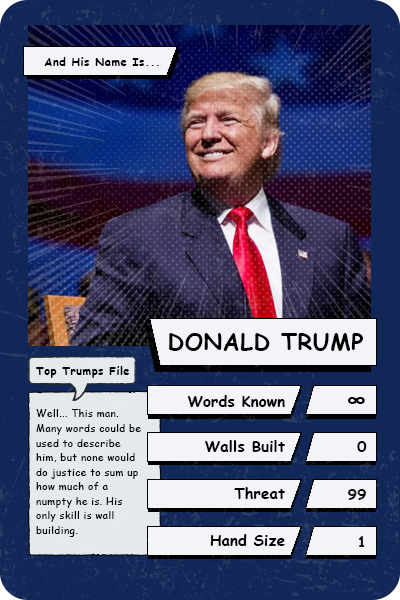 And His Name Is...
DONALD TRUMP
Top Trumps File
Well... This man.
Many words could be
used to describe
him, but none would
do justice to sum up
how much of a
numpty he is. His
only skill is wall
building.
Words Known ∞
Walls Built 0
Threat 99
Hand Size 1